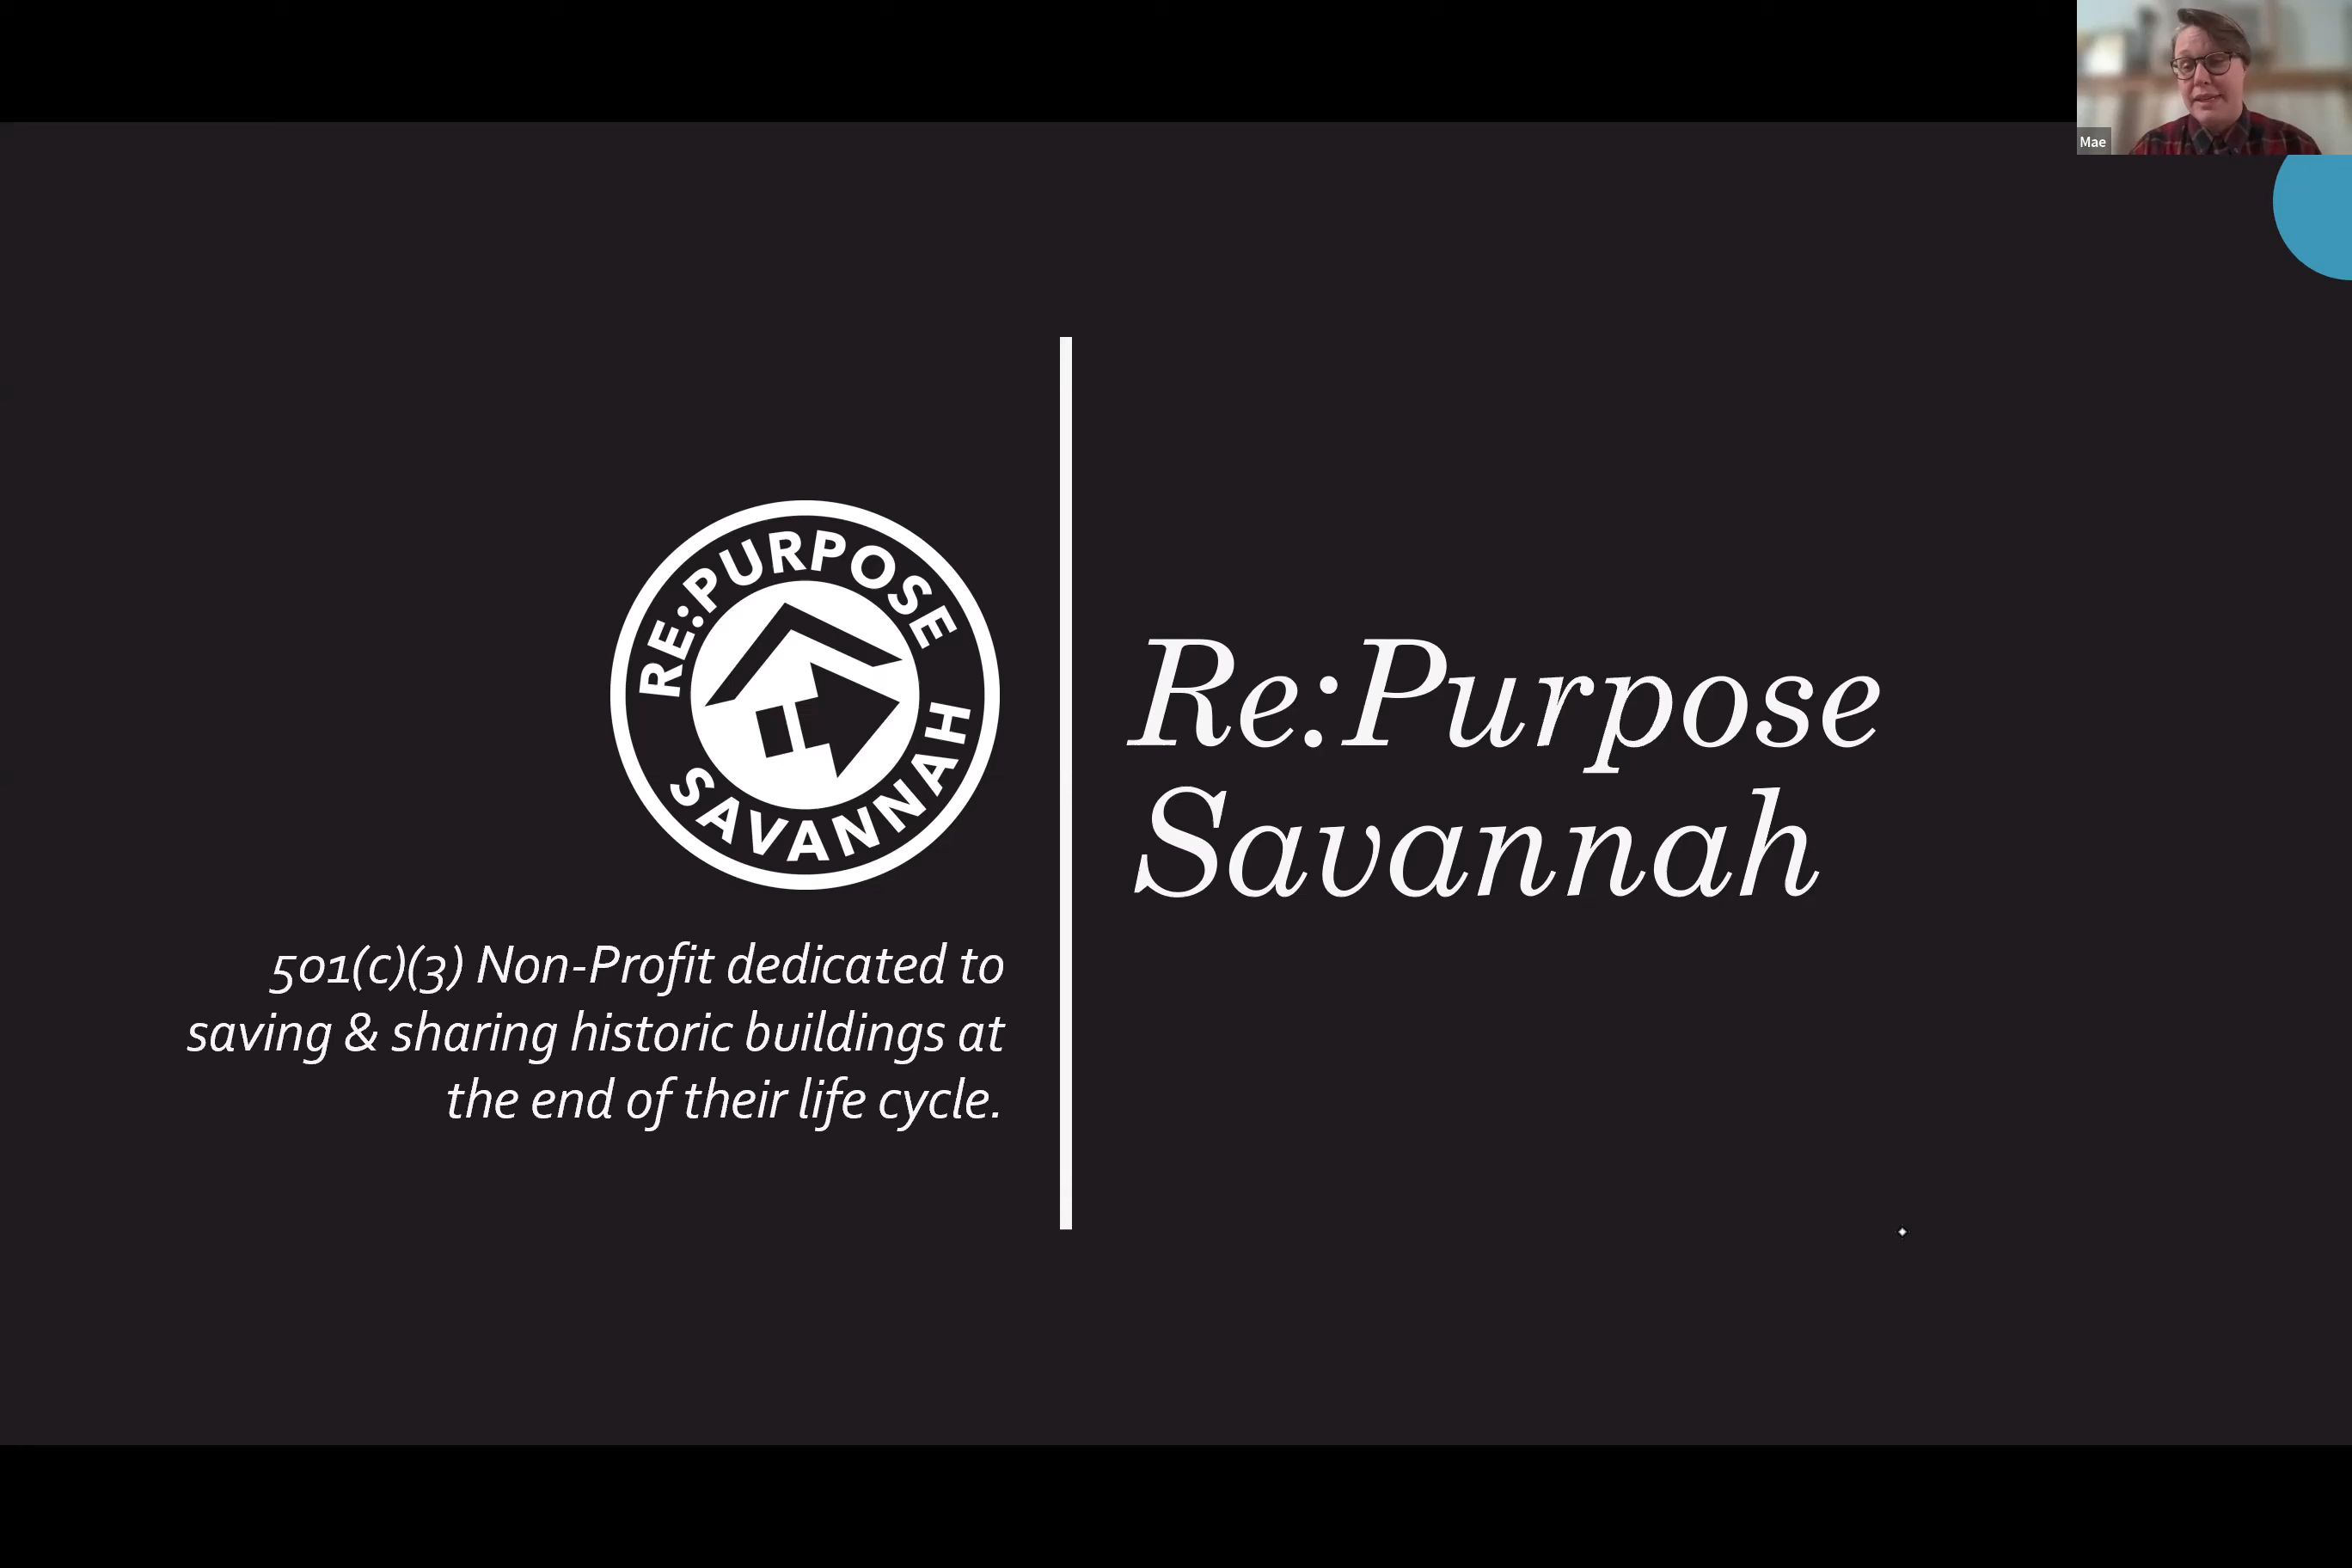 Mae
RE:PURPOSE
SAVANNAH
501(c)(3) Non-Profit dedicated to
saving & sharing historic buildings at
the end of their life cycle.
Re:Purpose
Savannah